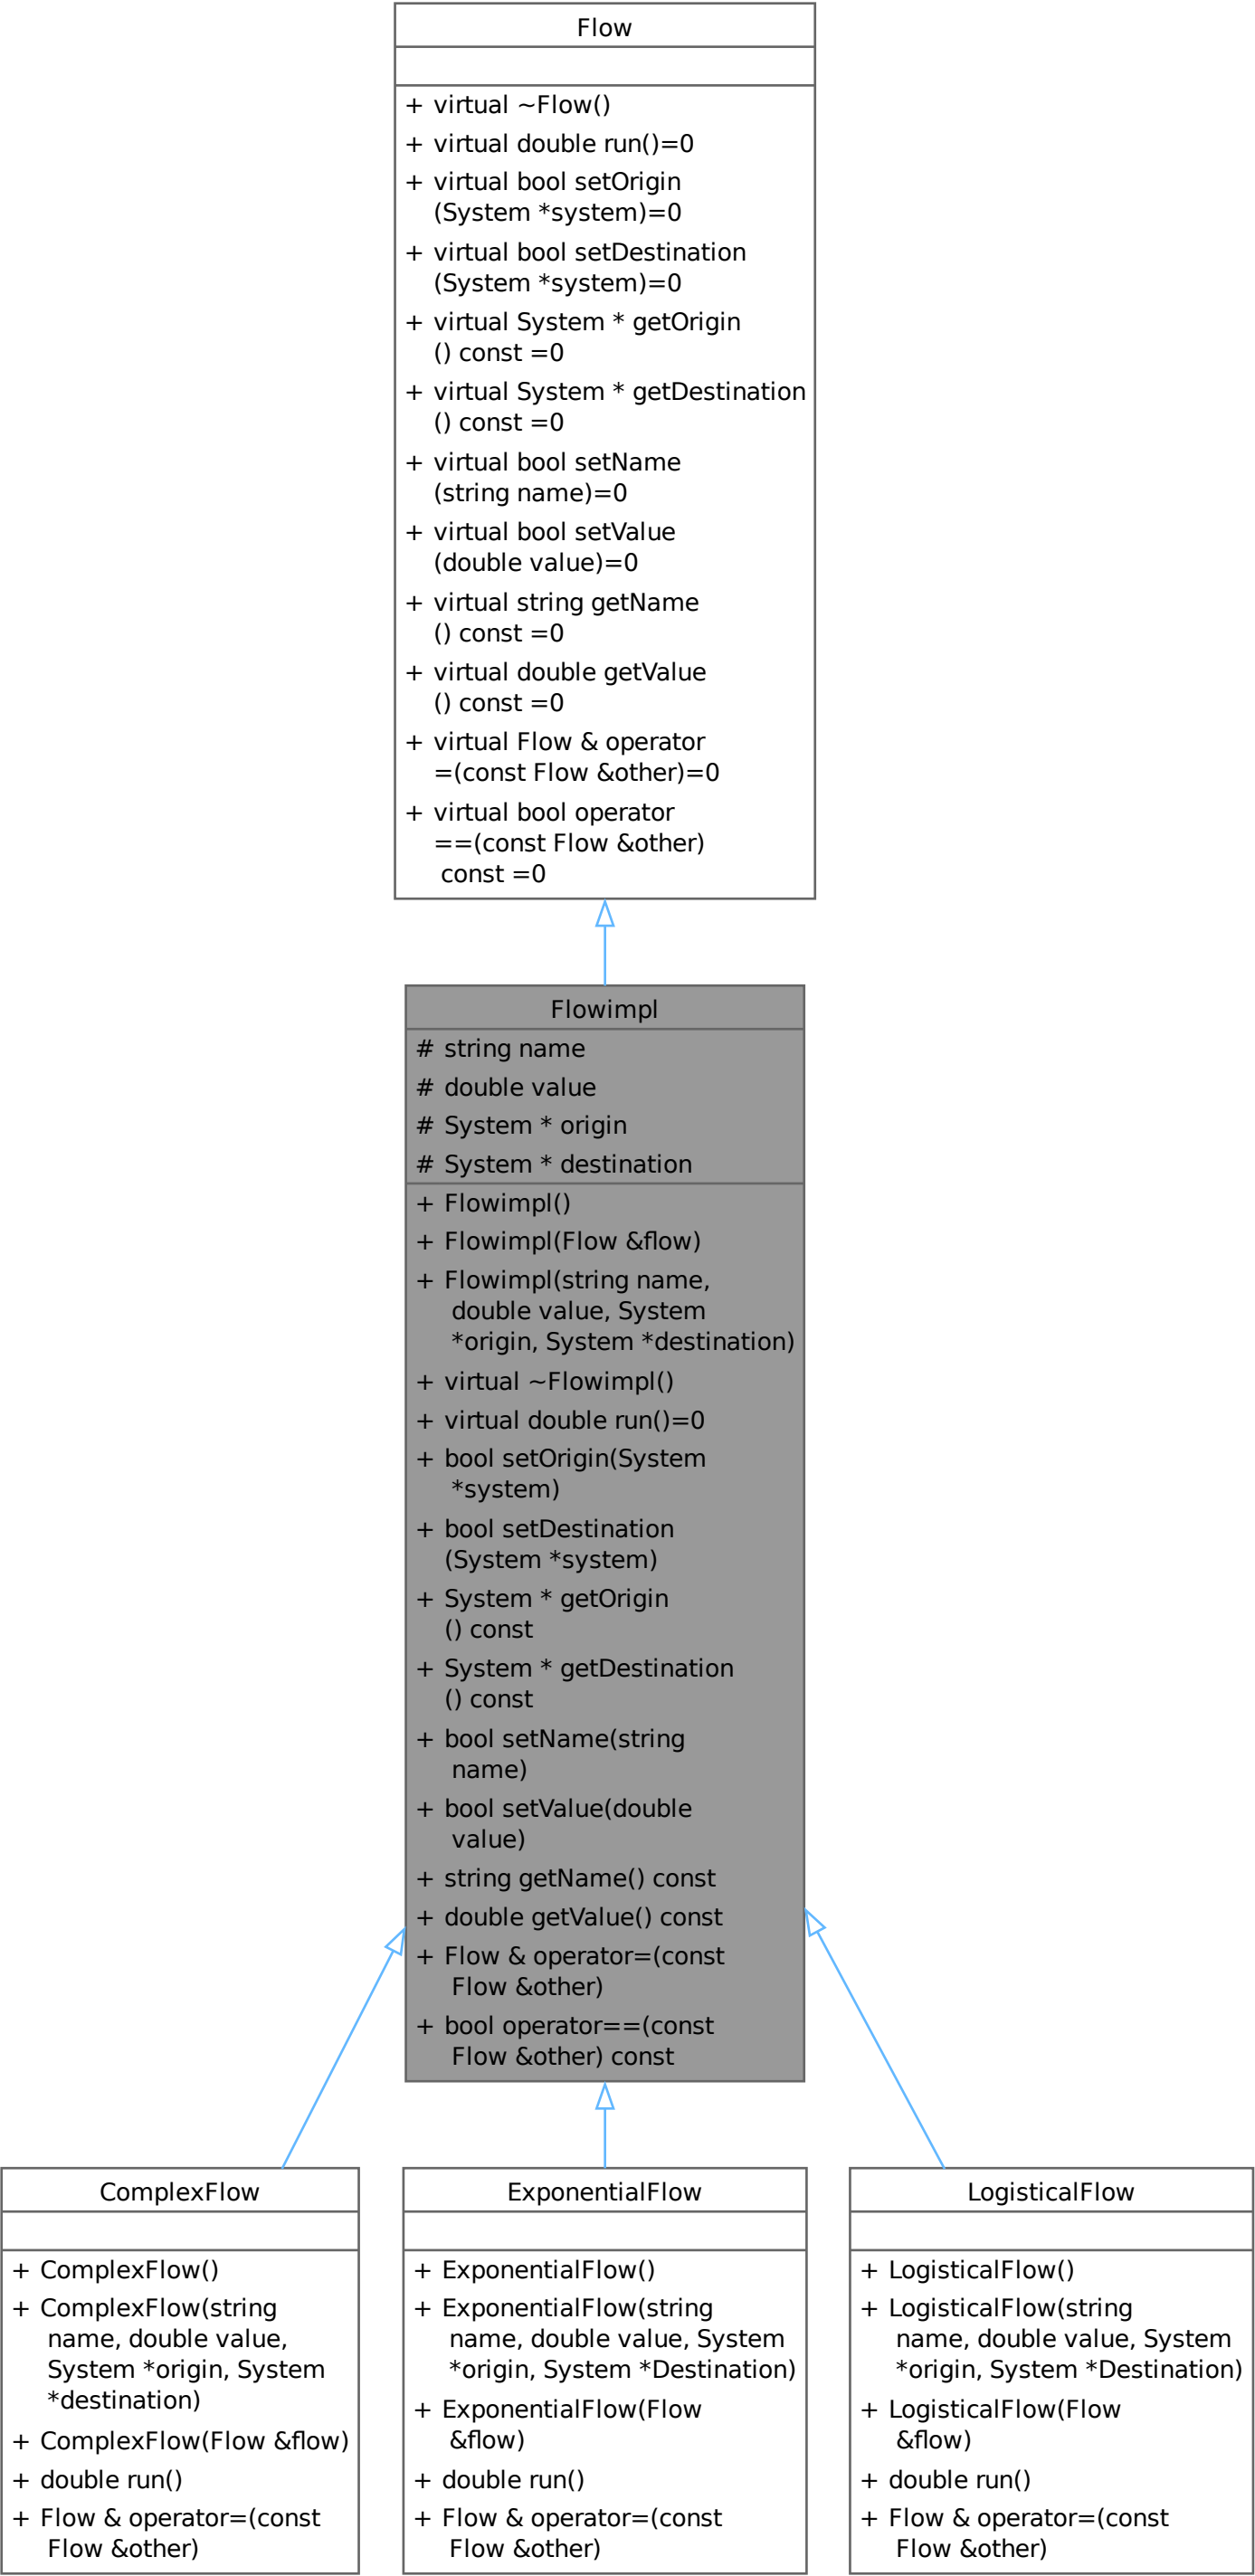 Flow
+ virtual ~Flow()
+ virtual double run()=0
+ virtual bool setOrigin
(System *system)=0
+ virtual bool setDestination
(System *system)=0
+ virtual System * getOrigin
() const =0
+ virtual System * getDestination
() const =0
+ virtual bool setName
(string name)=0
+ virtual bool setValue
(double value)=0
+ virtual string getName
() const =0
+ virtual double getValue
() const =0
+ virtual Flow & operator
=(const Flow &other)=0
+ virtual bool operator
==(const Flow &other)
const =0
Flowimpl
# string name
# double value
# System * origin
# System * destination
+ Flowimpl()
+ Flowimpl(Flow &flow)
+ Flowimpl(string name,
double value, System
*origin, System *destination)
+ virtual ~Flowimpl()
+ virtual double run()=0
+ bool setOrigin(System
*system)
+ bool setDestination
(System *system)
+ System * getOrigin
() const
+ System * getDestination
() const
+ bool setName(string
name)
+ bool setValue(double
value)
+ string getName() const
+ double getValue() const
+ Flow & operator=(const
Flow &other)
+ bool operator==(const
Flow &other) const
ComplexFlow
+ ComplexFlow()
+ ComplexFlow(string
name, double value,
System *origin, System
*destination)
+ ComplexFlow(Flow &flow)
+ double run()
+ Flow & operator=(const
Flow &other)
ExponentialFlow
+ ExponentialFlow()
+ ExponentialFlow(string
name, double value, System
*origin, System *Destination)
+ ExponentialFlow(Flow
&flow)
+ double run()
+ Flow & operator=(const
Flow &other)
LogisticalFlow
+ LogisticalFlow()
+ LogisticalFlow(string
name, double value, System
*origin, System *Destination)
+ LogisticalFlow(Flow
&flow)
+ double run()
+ Flow & operator=(const
Flow &other)